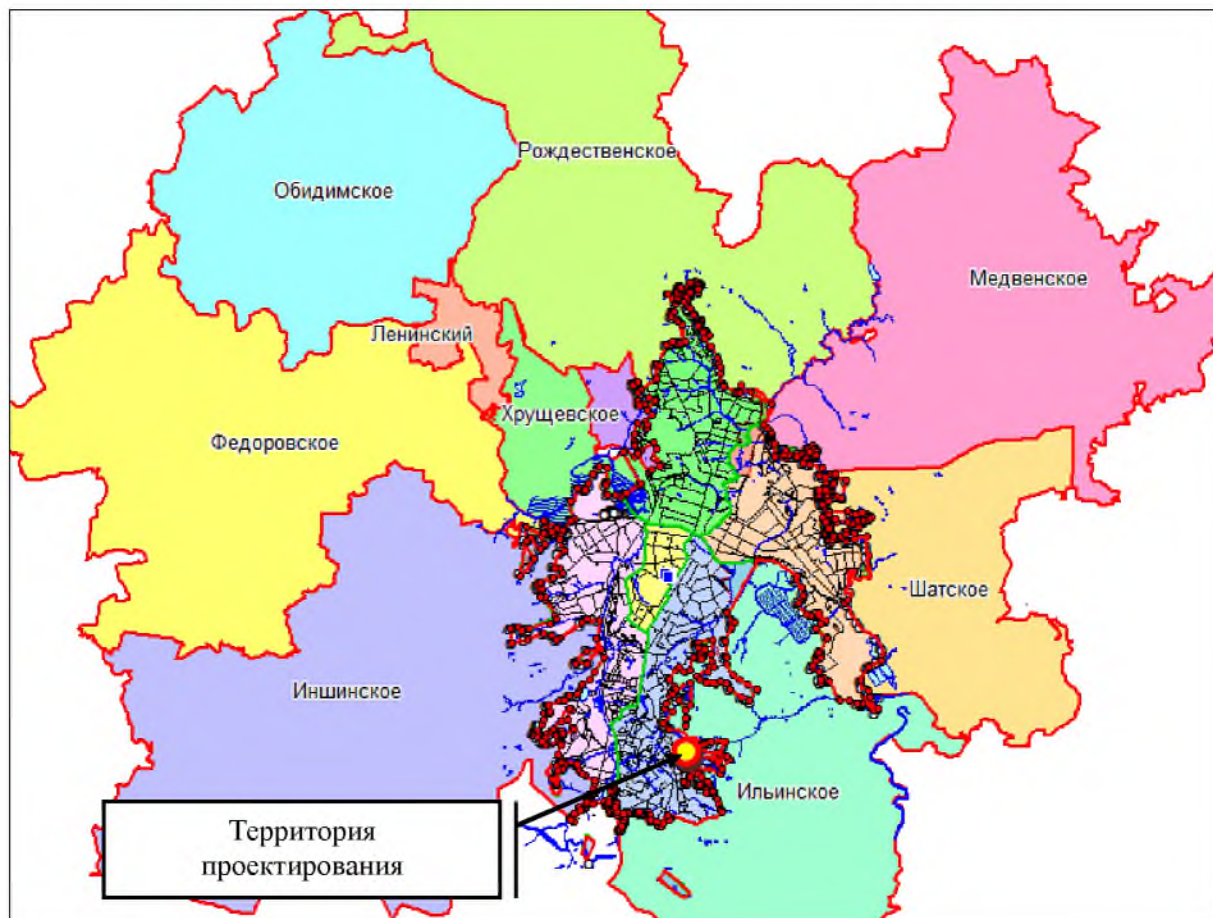 Рождественское
Обидимское
Медвенское
Ленинский
Хрущевское
Федоровское
Шатское
Иншинское
Ильинское
Территория
проектирования